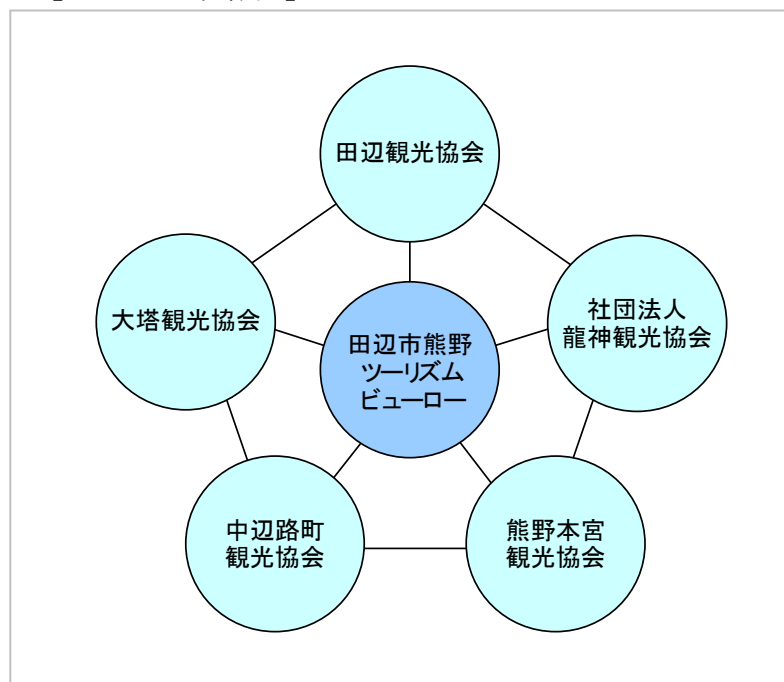 田辺観光協会
大塔観光協会
社団法人
龍神観光協会
田辺市熊野
ツーリズム
ビューロー
中辺路町
観光協会
熊野本宮
観光協会